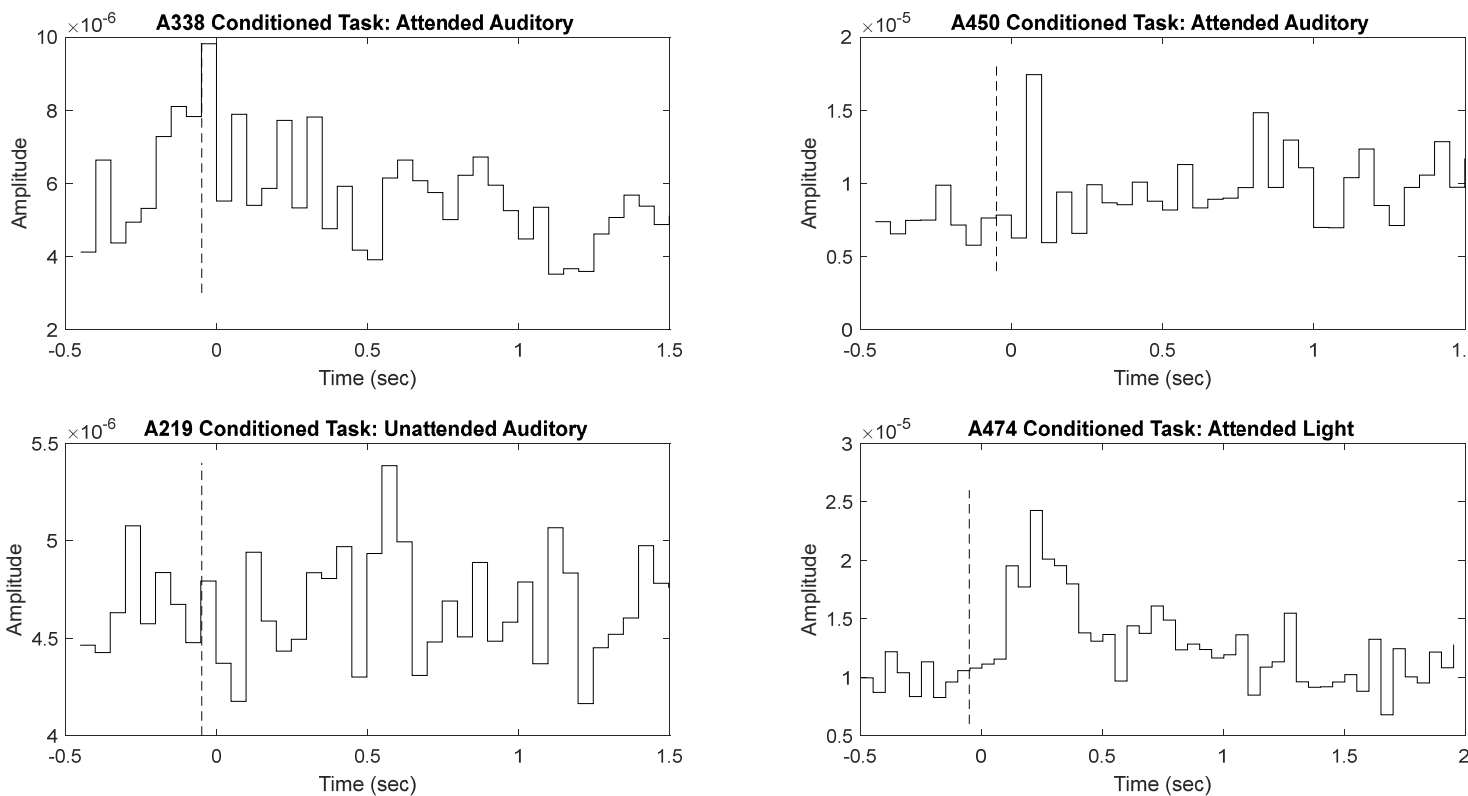 A338 Conditioned Task: Attended Auditory
×10-6
10
8
6
4
2
Amplitude
-0.5 0 0.5 1 1.5
Time (sec)
A450 Conditioned Task: Attended Auditory
×10-5
2
1.5
1
0.5
0
Amplitude
-0.5 0 0.5 1 1.
Time (sec)
A219 Conditioned Task: Unattended Auditory
×10-6
5.5
5
4.5
4
Amplitude
-0.5 0 0.5 1 1.5
Time (sec)
A474 Conditioned Task: Attended Light
×10-5
3
2.5
2
1.5
1
0.5
Amplitude
-0.5 0 0.5 1 1.5 2
Time (sec)